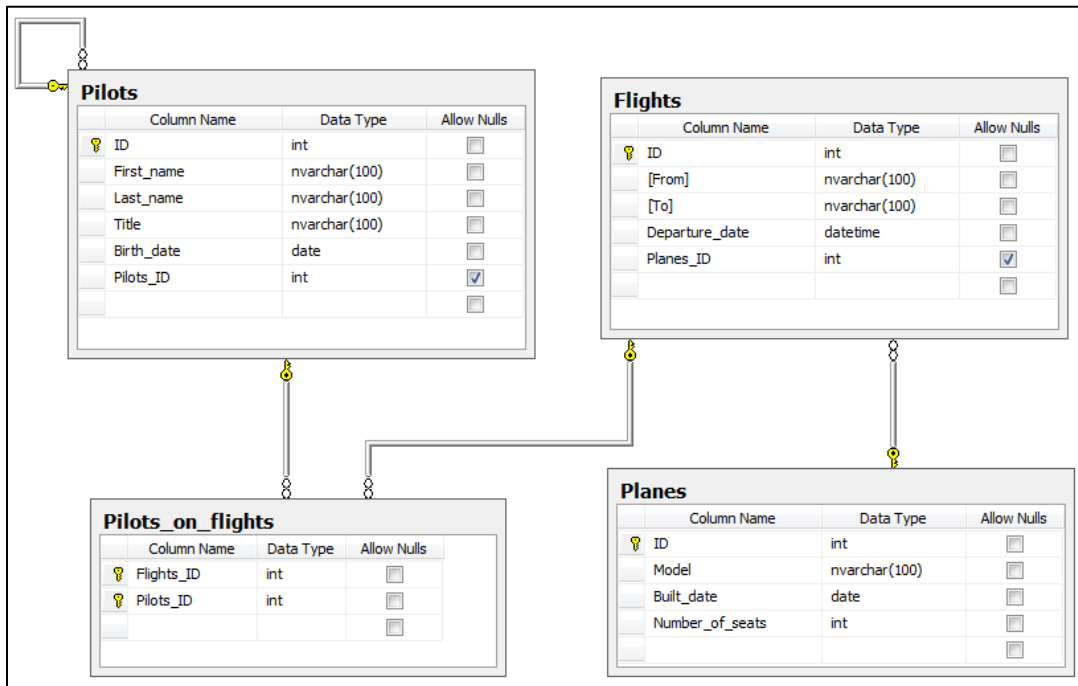 Pilots
Column Name Data Type Allow Nulls
ID int
First_name nvarchar(100)
Last_name nvarchar(100)
Title nvarchar(100)
Birth_date date
Pilots_ID int
Flights
Column Name Data Type Allow Nulls
ID int
[From] nvarchar(100)
[To] nvarchar(100)
Departure_date datetime
Planes_ID int
Pilots_on_flights
Column Name Data Type Allow Nulls
Flights_ID int
Pilots_ID int
Planes
Column Name Data Type Allow Nulls
ID int
Model nvarchar(100)
Built_date date
Number_of_seats int